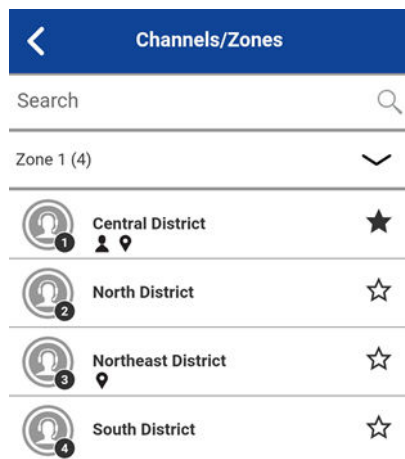 Channels/Zones
Search
Zone 1 (4)
1
Central District
2
North District
3
Northeast District
4
South District